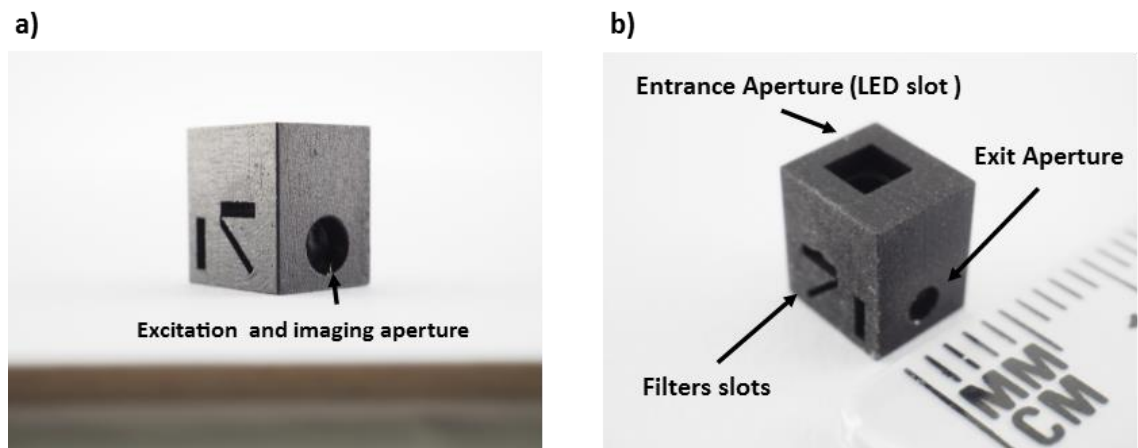 a)
b)
Entrance Aperture (LED slot )
Exit Aperture
Excitation and imaging aperture
Filters slots
MM
CM